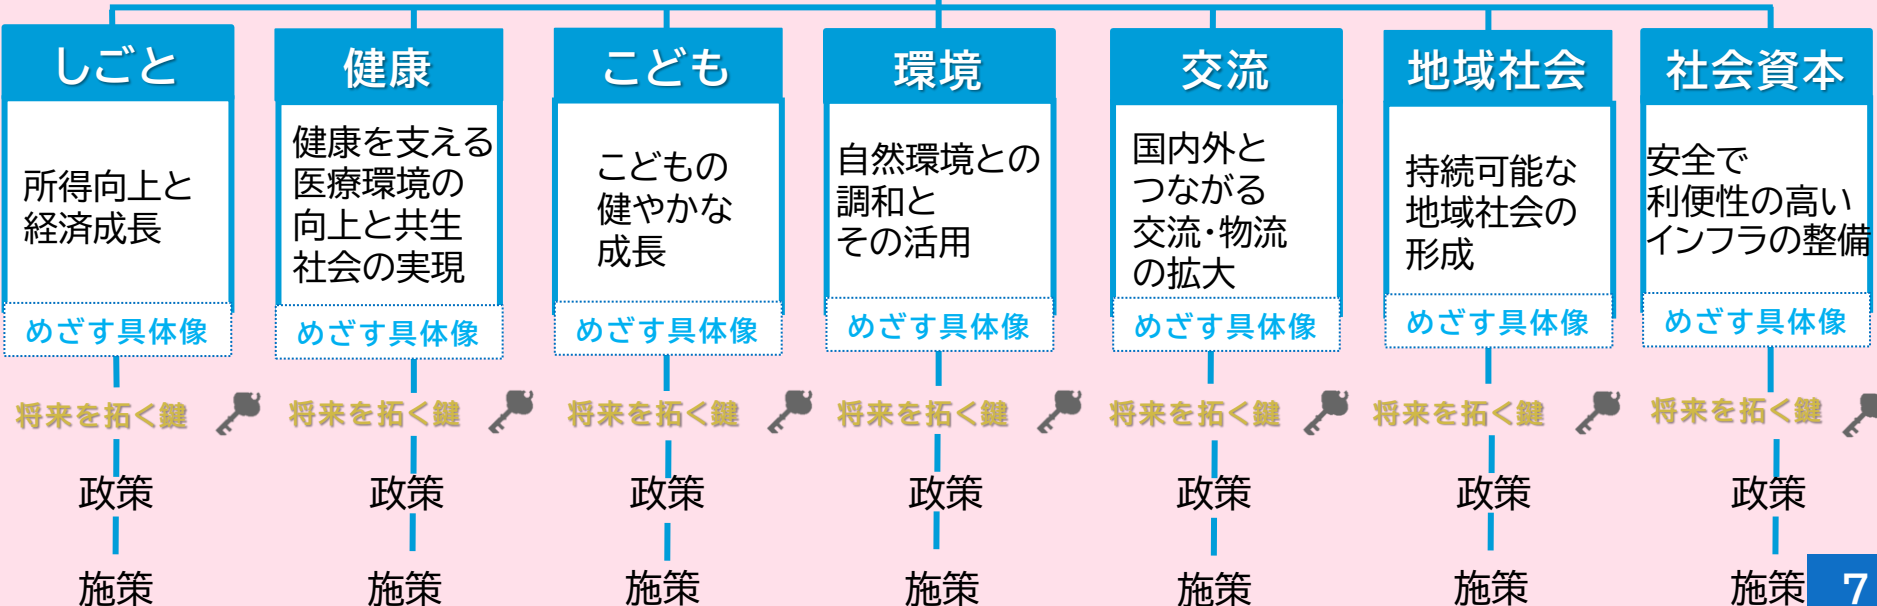 しごと
所得向上と
経済成長
めざす具体像
将来を拓く鍵
政策
施策
健康
健康を支える
医療環境の
向上と共生
社会の実現
めざす具体像
将来を拓く鍵
政策
施策
こども
こどもの
健やかな
成長
めざす具体像
将来を拓く鍵
政策
施策
環境
自然環境との
調和と
その活用
めざす具体像
将来を拓く鍵
政策
施策
交流
国内外と
つながる
交流・物流
の拡大
めざす具体像
将来を拓く鍵
政策
施策
地域社会
持続可能な
地域社会の
形成
めざす具体像
将来を拓く鍵
政策
施策
社会資本
安全で
利便性の高い
インフラの整備
めざす具体像
将来を拓く鍵
政策
施策
7